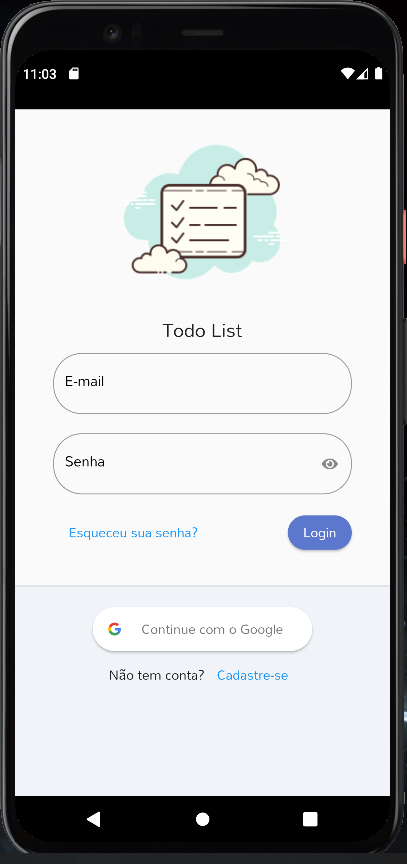 11:03
Todo List
E-mail
Senha
Esqueceu sua senha?
Login
Continue com o Google
Não tem conta? Cadastre-se